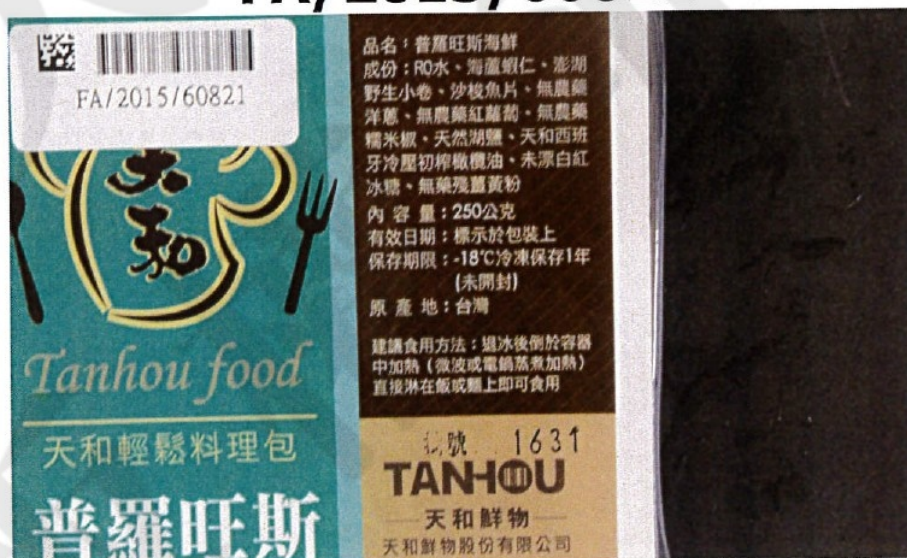 FA/2015/60821
天和
Tanhou food
天和輕鬆料理包
普羅旺斯
品名：普羅旺斯海鮮
成份：RO水、海蘆蝦仁、澎湖
野生小卷、沙梭魚片、無農藥
洋蔥、無農藥紅蘿蔔、無農藥
糯米椒、天然湖鹽、天和西班
牙冷壓初榨橄欖油、未漂白紅
冰糖、無藥殘薑黃粉
內容量：250公克
有效日期：標示於包裝上
保存期限：-18℃冷凍保存1年
(未開封)
原產地：台灣
建議食用方法：退冰後倒於容器
中加熱（微波或電鍋蒸煮加熱）
直接淋在飯或麵上即可食用
號 1631
TANHOU
天和鮮物
天和鮮物股份有限公司